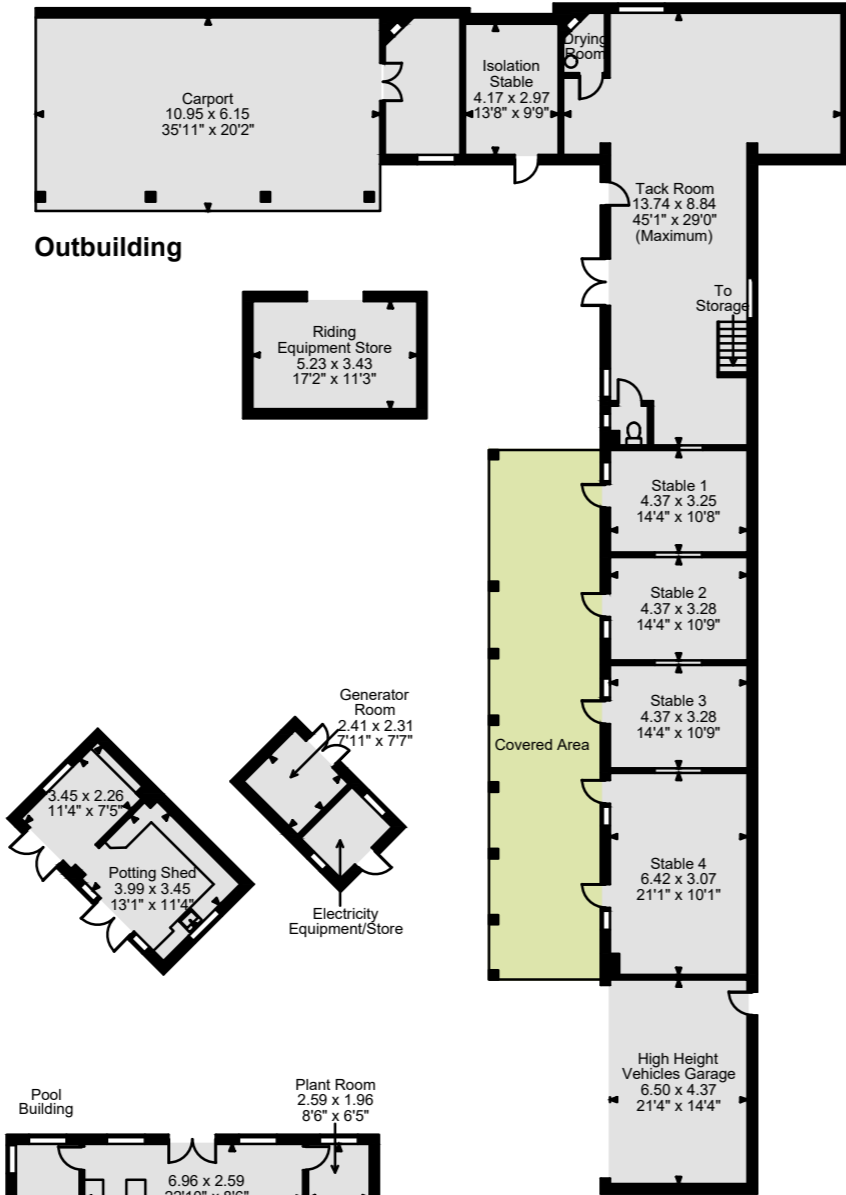 Carport
10.95 x 6.15
35'11" x 20'2"
Isolation
Stable
4.17 x 2.97
13'8" x 9'9"
Drying
Room
Tack Room
13.74 x 8.84
45'1" x 29'0"
(Maximum)
To
Storage
Outbuilding
Riding
Equipment Store
5.23 x 3.43
17'2" x 11'3"
Stable 1
4.37 x 3.25
14'4" x 10'8"
Stable 2
4.37 x 3.28
14'4" x 10'9"
Stable 3
4.37 x 3.28
14'4" x 10'9"
Covered Area
Stable 4
6.42 x 3.07
21'1" x 10'1"
High Height
Vehicles Garage
6.50 x 4.37
21'4" x 14'4"
Generator
Room
2.41 x 2.31
7'11" x 7'7"
Electricity
Equipment/Store
3.45 x 2.26
11'4" x 7'5"
Potting Shed
3.99 x 3.45
13'1" x 11'4"
Pool
Building
Plant Room
2.59 x 1.96
8'6" x 6'5"
6.96 x 2.59
22'10" x 8'6"